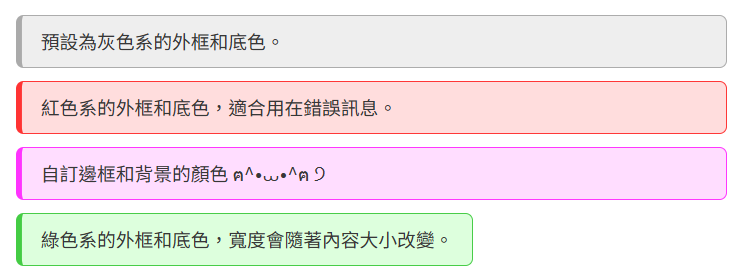 預設為灰色系的外框和底色。
紅色系的外框和底色，適合用在錯誤訊息。
自訂邊框和背景的顏色 ฅ^•ﻌ•^ฅ੭
綠色系的外框和底色，寬度會隨著內容大小改變。